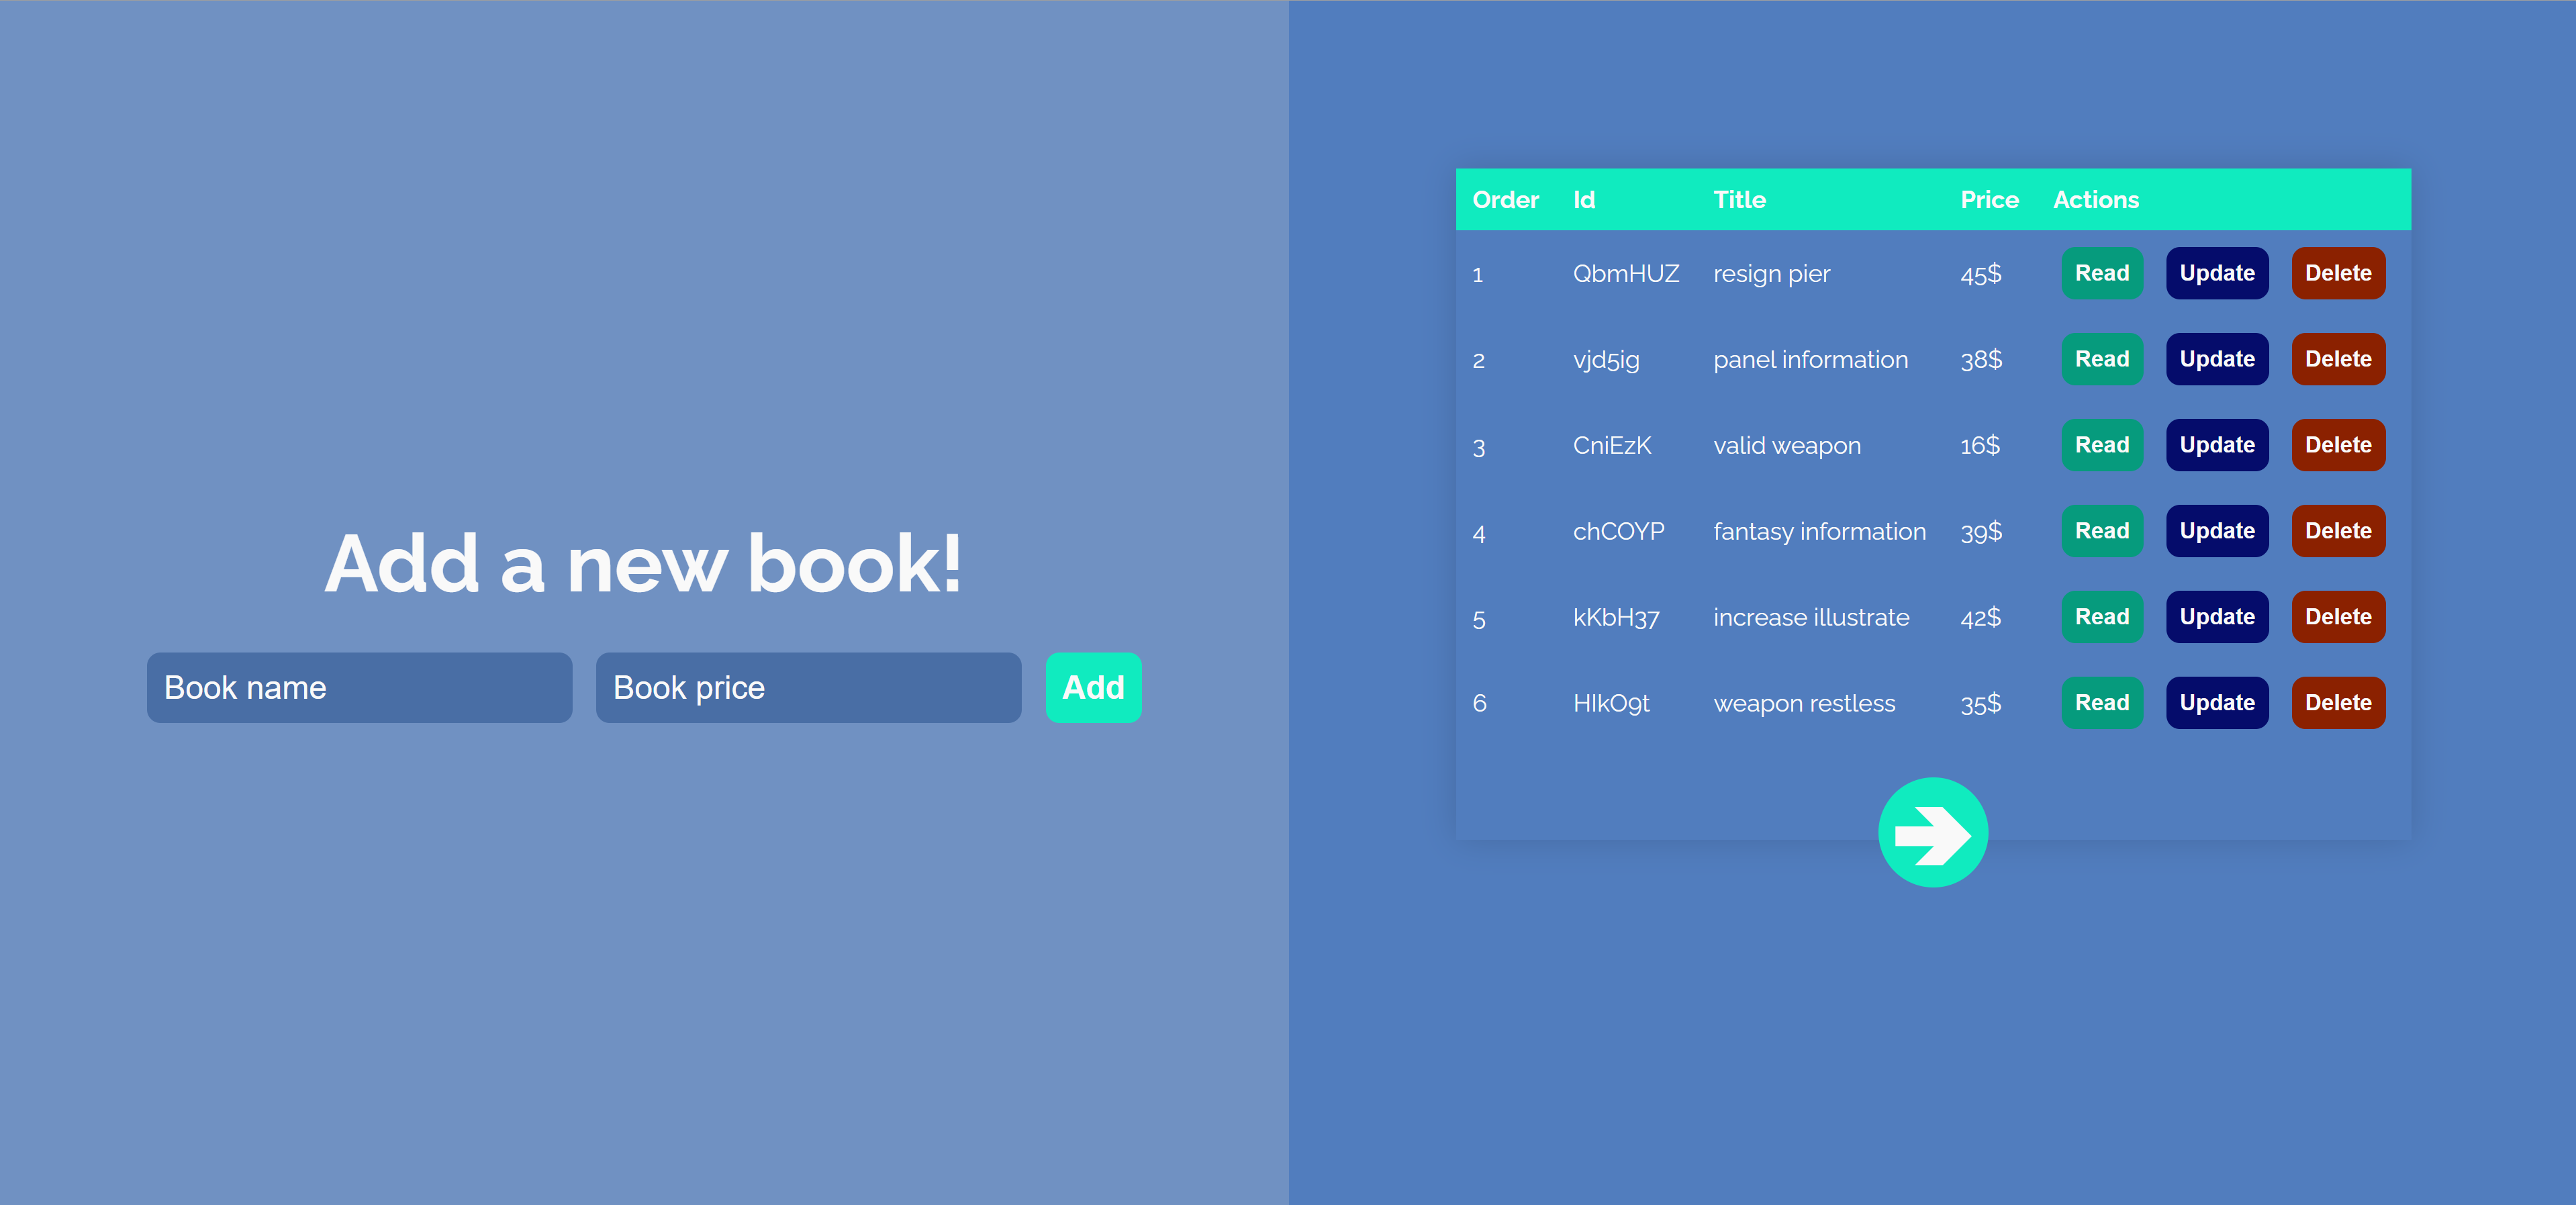 Add a new book!
Book name Book price Add
Order Id Title Price Actions
1 QbmHUZ resign pier 45$ Read Update Delete
2 vjd5ig panel information 38$ Read Update Delete
3 CniEzK valid weapon 16$ Read Update Delete
4 chCOYP fantasy information 39$ Read Update Delete
5 kKbH37 increase illustrate 42$ Read Update Delete
6 HIkO9t weapon restless 35$ Read Update Delete